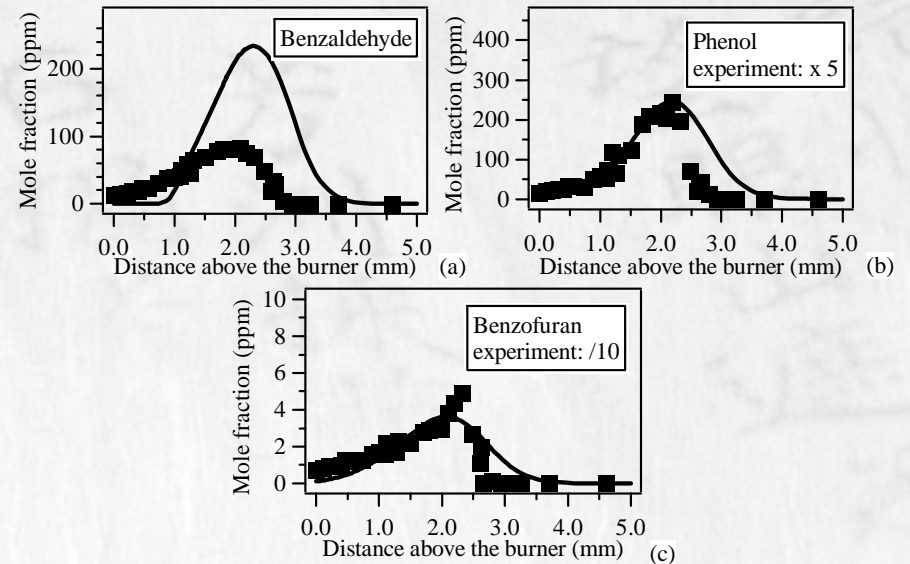 Mole fraction (ppm)
200
100
0
Benzaldehyde
0.0 1.0 2.0 3.0 4.0 5.0
Distance above the burner (mm)
(a)
Mole fraction (ppm)
400
300
200
100
0
Phenol
experiment: x 5
0.0 1.0 2.0 3.0 4.0 5.0
Distance above the burner (mm)
(b)
Mole fraction (ppm)
10
8
6
4
2
0
Benzofuran
experiment: /10
0.0 1.0 2.0 3.0 4.0 5.0
Distance above the burner (mm)
(c)